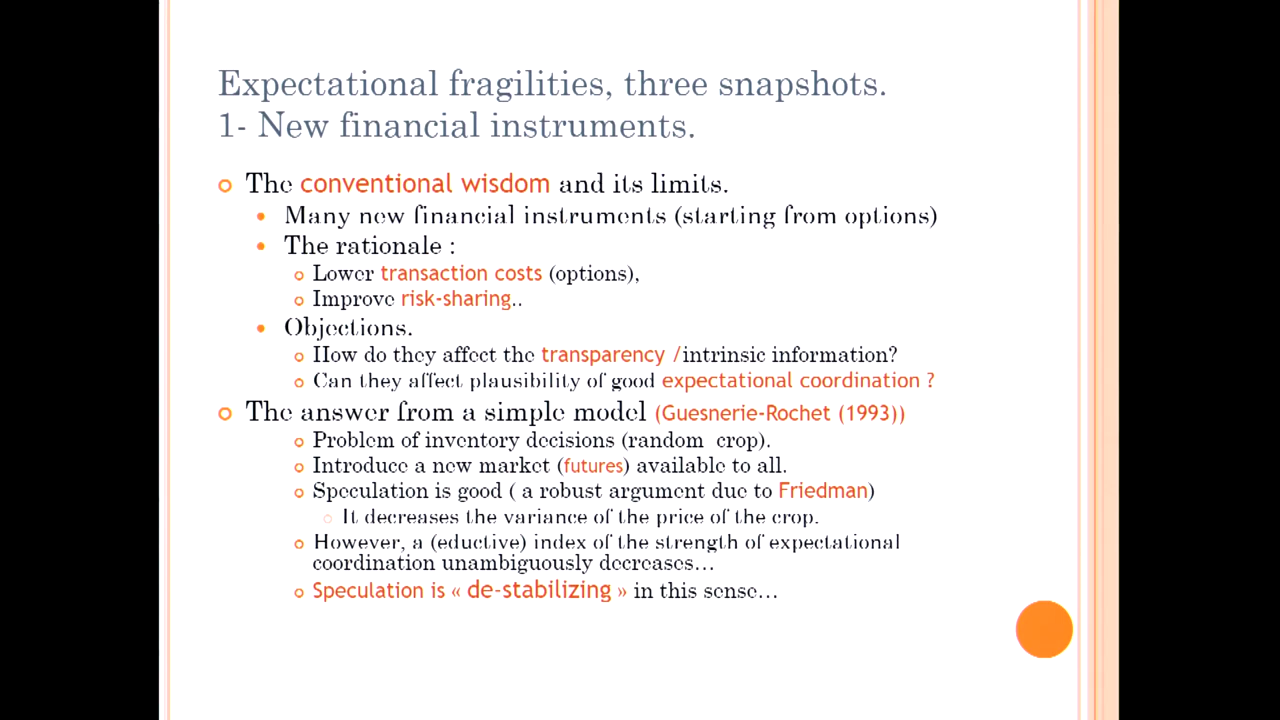 Expectational fragilities, three snapshots.
1- New financial instruments.
The conventional wisdom and its limits.
Many new financial instruments (starting from options)
The rationale :
Lower transaction costs (options),
Improve risk-sharing..
Objections.
How do they affect the transparency /intrinsic information?
Can they affect plausibility of good expectational coordination ?
The answer from a simple model (Guesnerie-Rochet (1993))
Problem of inventory decisions (random crop).
Introduce a new market (futures) available to all.
Speculation is good ( a robust argument due to Friedman)
It decreases the variance of the price of the crop.
However, a (eductive) index of the strength of expectational
coordination unambiguously decreases…
Speculation is « de-stabilizing » in this sense…